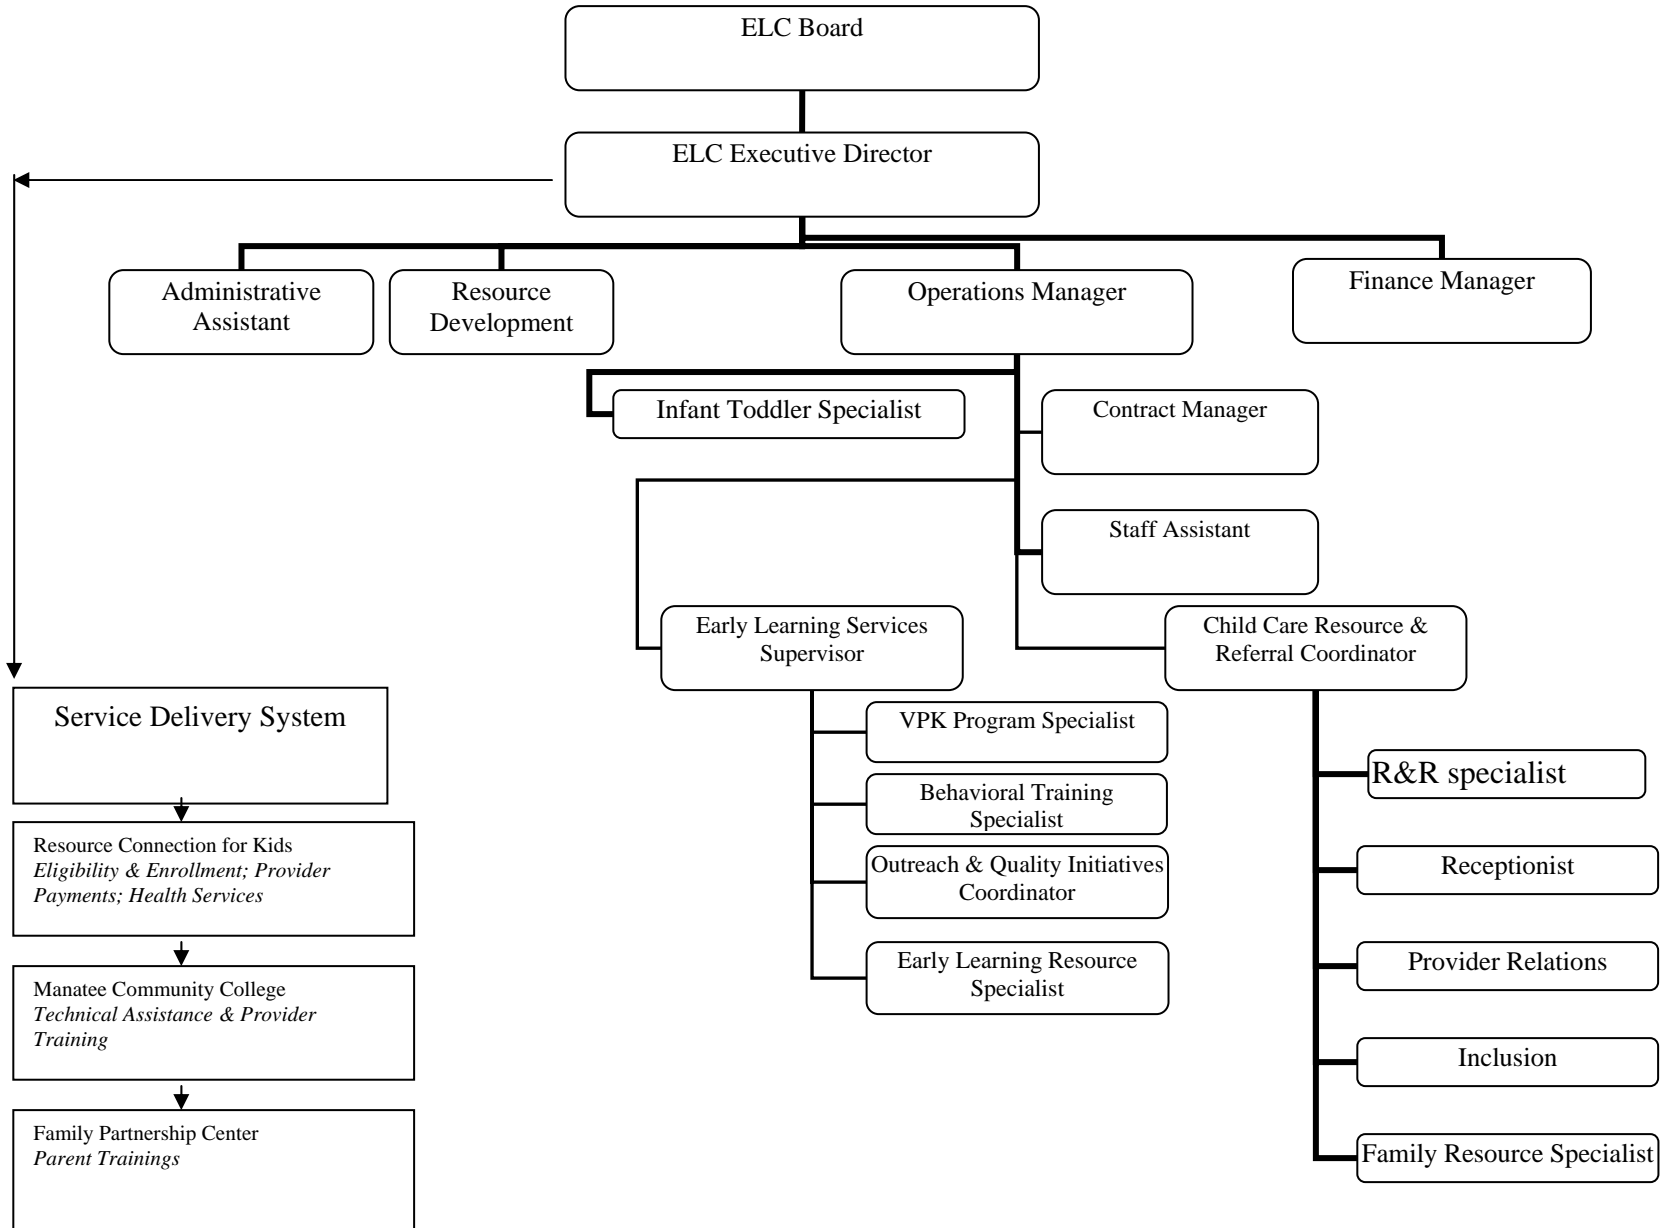 ELC Board
ELC Executive Director
Administrative
Assistant
Resource
Development
Operations Manager
Finance Manager
Infant Toddler Specialist
Contract Manager
Staff Assistant
Early Learning Services
Supervisor
Child Care Resource &
Referral Coordinator
Service Delivery System
VPK Program Specialist
Behavioral Training
Specialist
Outreach & Quality Initiatives
Coordinator
Early Learning Resource
Specialist
R&R specialist
Receptionist
Provider Relations
Inclusion
Family Resource Specialist
Resource Connection for Kids
Eligibility & Enrollment; Provider
Payments; Health Services
Manatee Community College
Technical Assistance & Provider
Training
Family Partnership Center
Parent Trainings